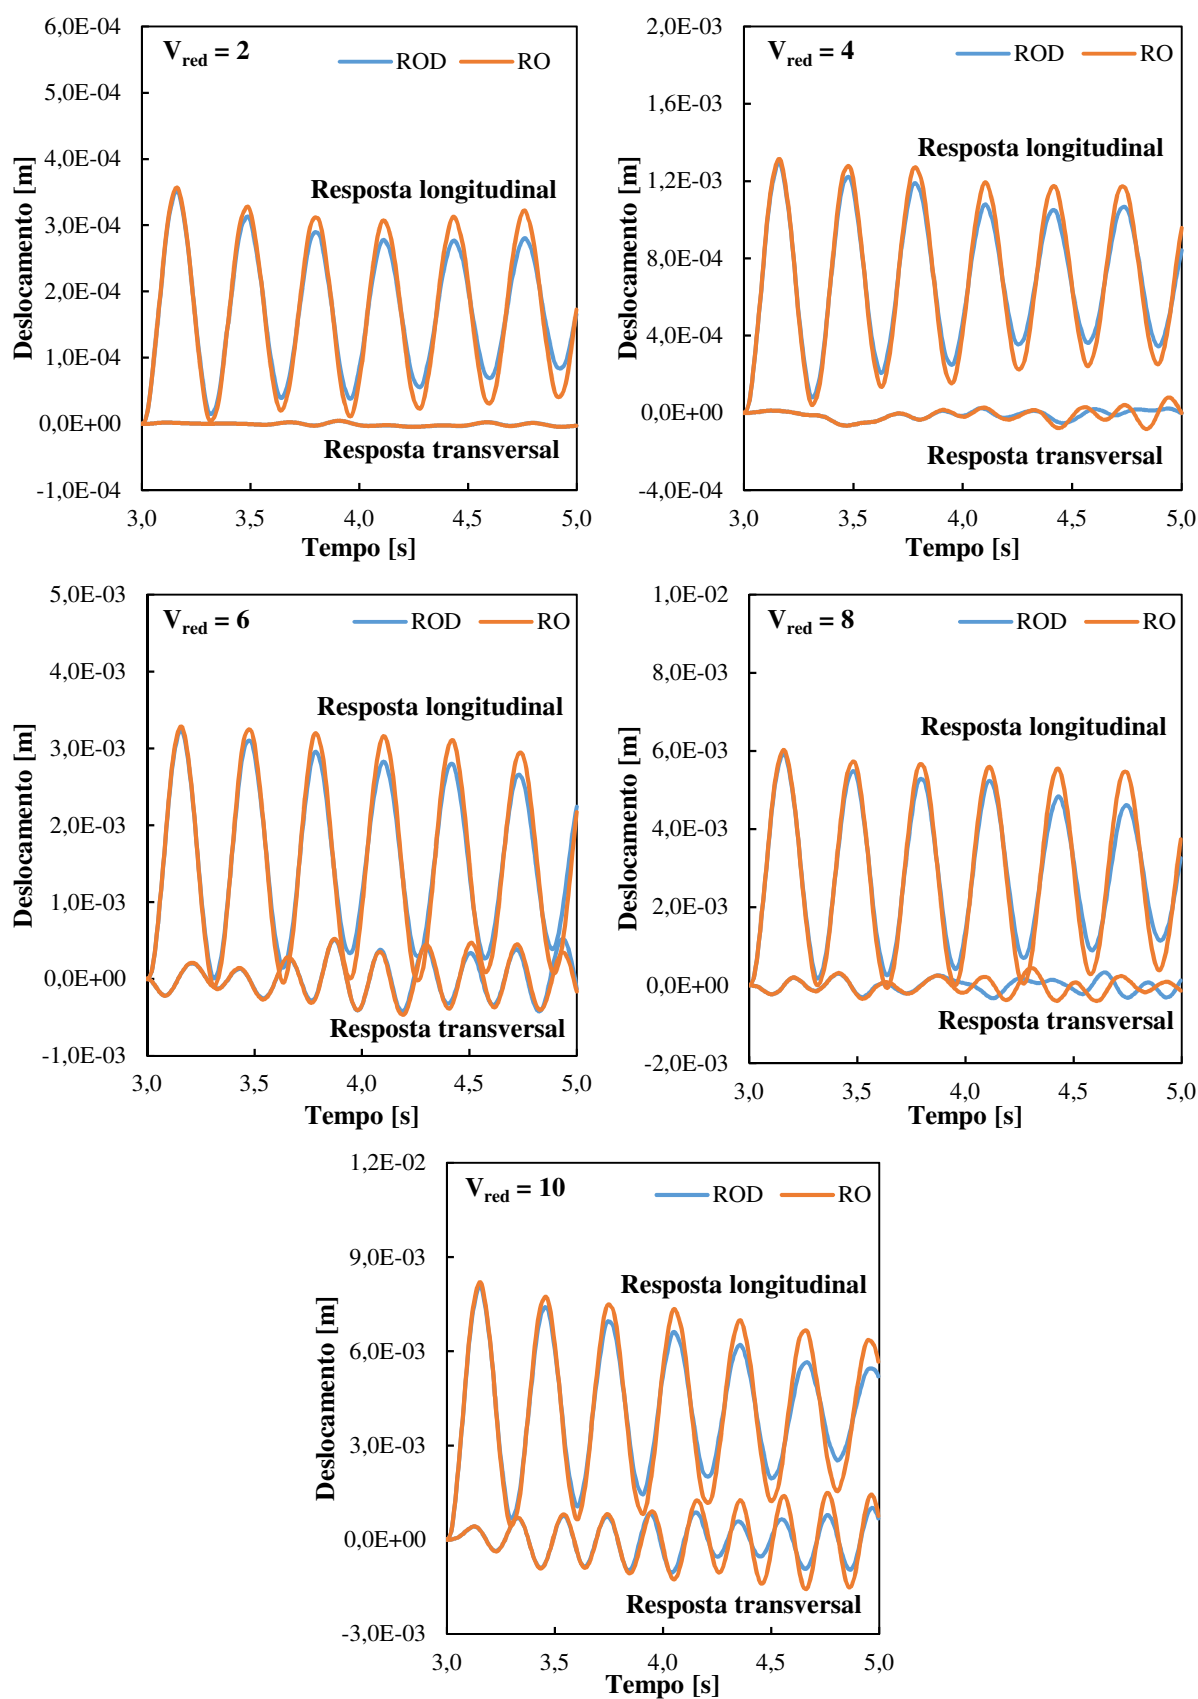 6,0E-04
V_red = 2
ROD RO
5,0E-04
4,0E-04
Resposta longitudinal
3,0E-04
2,0E-04
1,0E-04
0,0E+00
Resposta transversal
-1,0E-04
3,0 3,5 4,0 4,5 5,0
Tempo [s]
Deslocamento [m]
2,0E-03
V_red = 4
ROD RO
1,6E-03
Resposta longitudinal
1,2E-03
8,0E-04
4,0E-04
0,0E+00
Resposta transversal
-4,0E-04
3,0 3,5 4,0 4,5 5,0
Tempo [s]
Deslocamento [m]
5,0E-03
V_red = 6
ROD RO
4,0E-03
Resposta longitudinal
3,0E-03
2,0E-03
1,0E-03
0,0E+00
Resposta transversal
-1,0E-03
3,0 3,5 4,0 4,5 5,0
Tempo [s]
Deslocamento [m]
1,0E-02
V_red = 8
ROD RO
8,0E-03
Resposta longitudinal
6,0E-03
4,0E-03
2,0E-03
0,0E+00
Resposta transversal
-2,0E-03
3,0 3,5 4,0 4,5 5,0
Tempo [s]
Deslocamento [m]
1,2E-02
V_red = 10
ROD RO
9,0E-03
Resposta longitudinal
6,0E-03
3,0E-03
0,0E+00
Resposta transversal
-3,0E-03
3,0 3,5 4,0 4,5 5,0
Tempo [s]
Deslocamento [m]